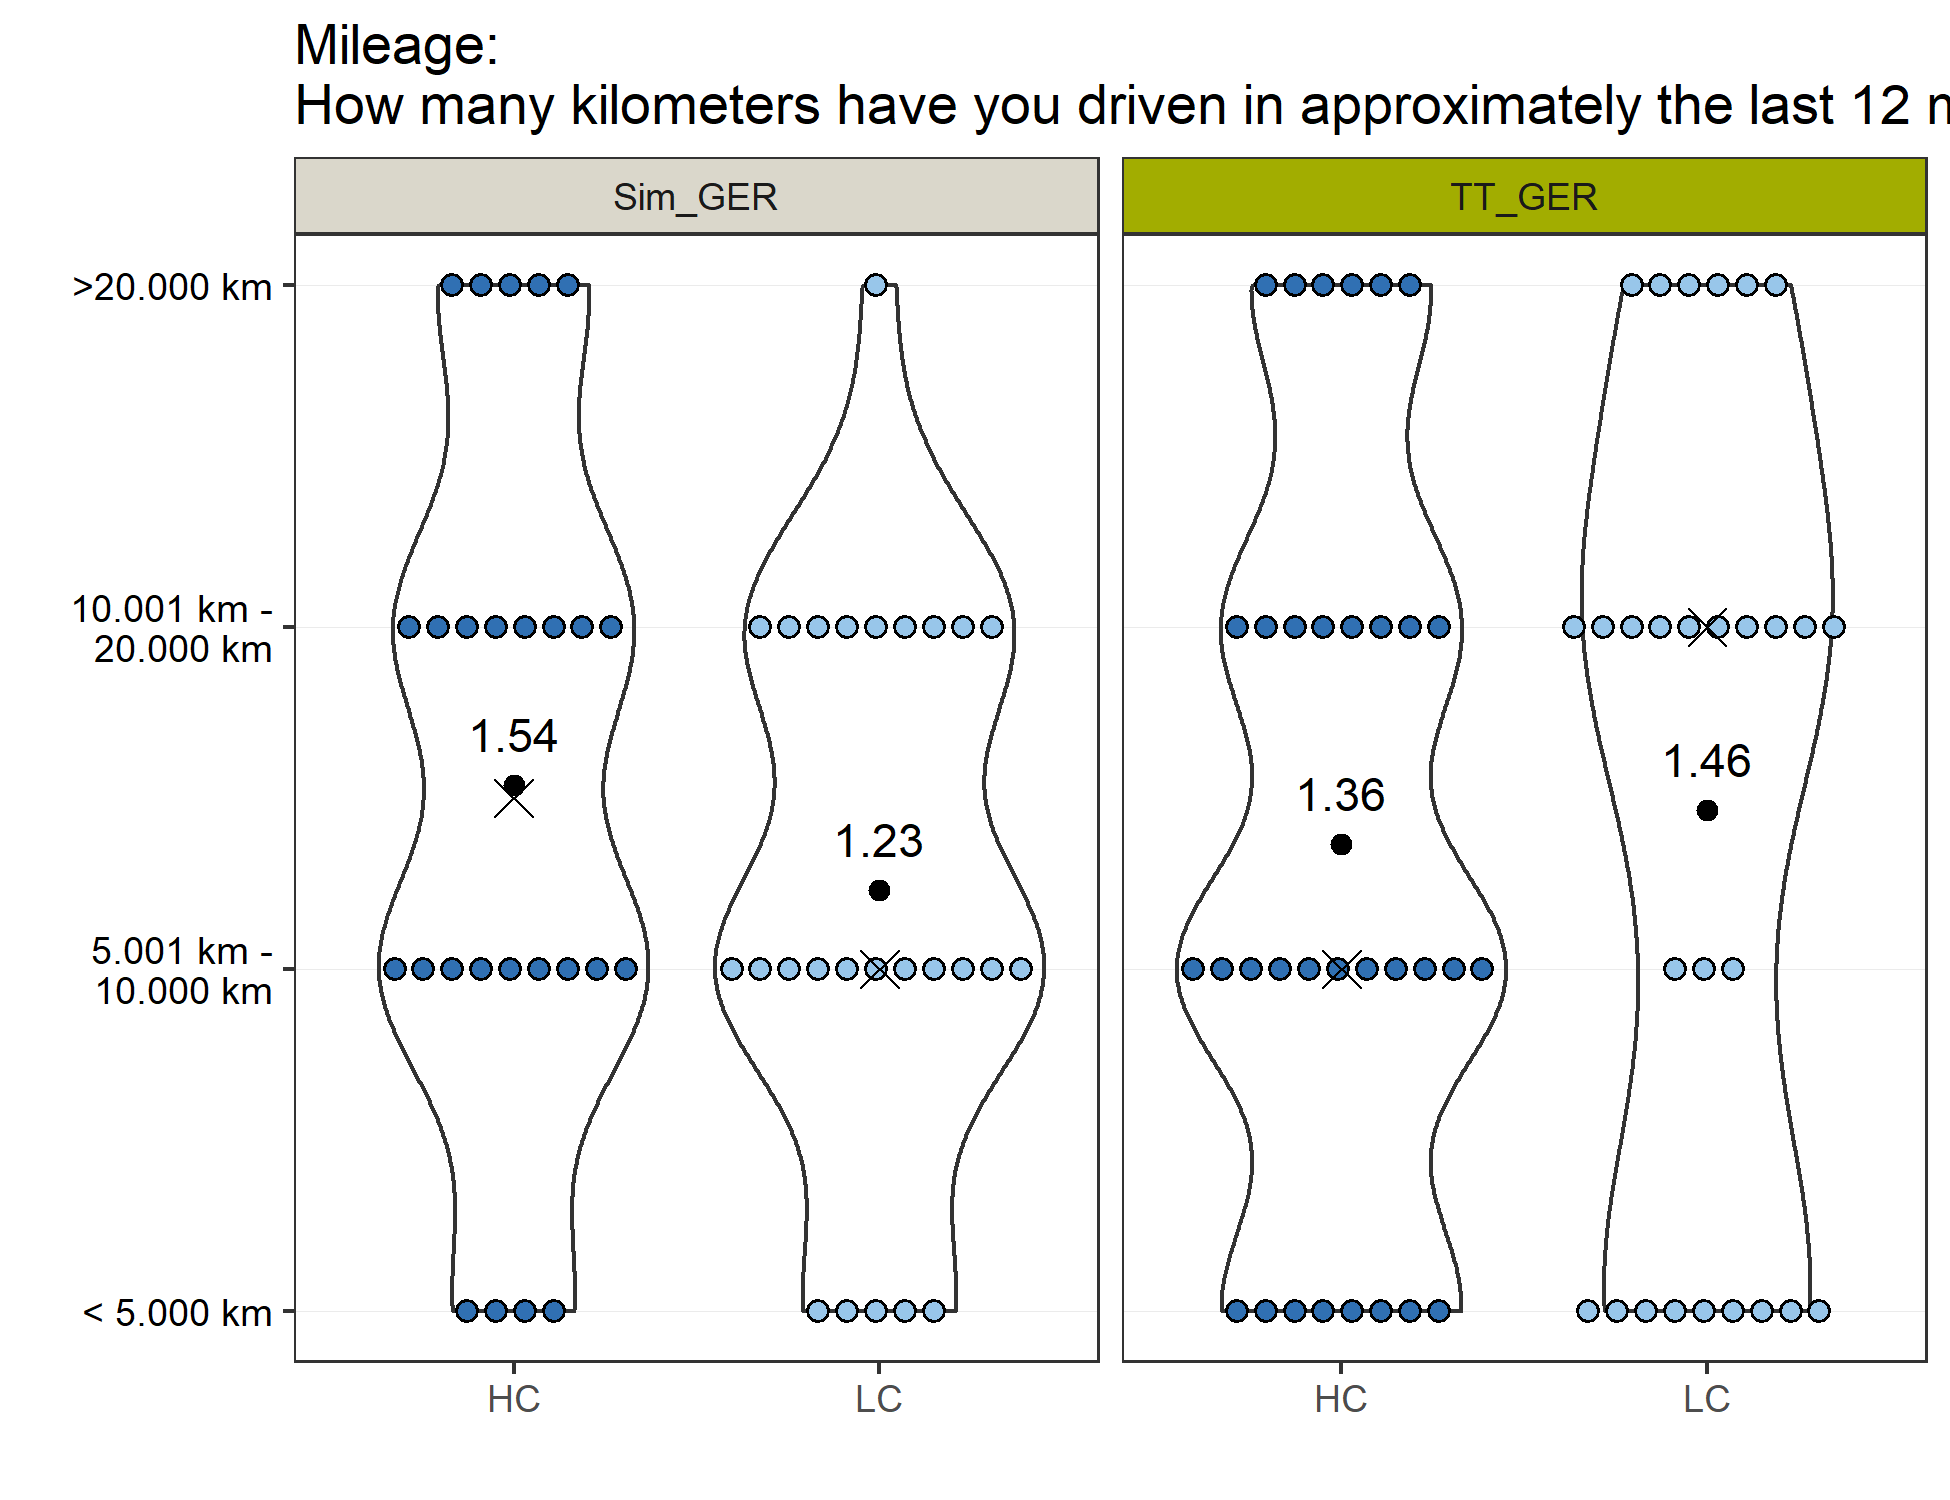 Mileage:
How many kilometers have you driven in approximately the last 12
Sim_GER
TT_GER
>20.000 km
10.001 km -
20.000 km
5.001 km -
10.000 km
< 5.000 km
1.54
1.23
1.36
1.46
HC
LC
HC
LC